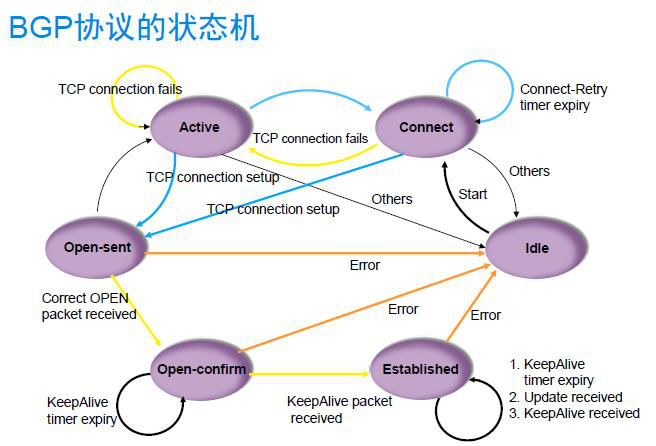 BGP协议的状态机
TCP connection fails
Connect-Retry
timer expiry
Active
Connect
TCP connection fails
TCP connection setup
Others
Start
Others
TCP connection setup
Open-sent
Idle
Error
Correct OPEN
packet received
Error
Error
Open-confirm
Established
1. KeepAlive
timer expiry
2. Update received
3. KeepAlive received
KeepAlive
timer expiry
KeepAlive packet
received